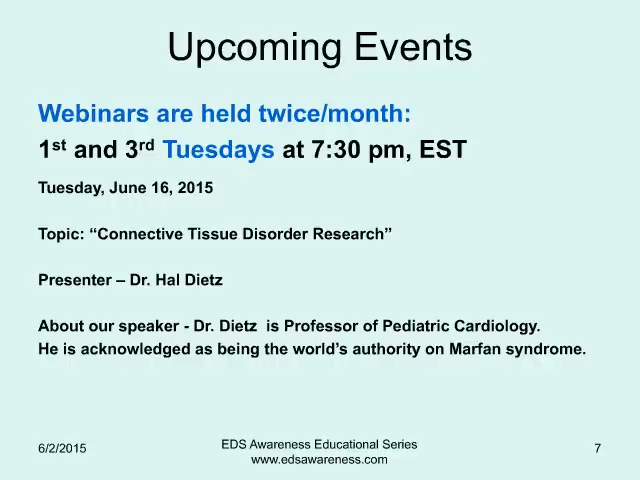 Upcoming Events
Webinars are held twice/month:
1st and 3rd Tuesdays at 7:30 pm, EST
Tuesday, June 16, 2015
Topic: “Connective Tissue Disorder Research”
Presenter – Dr. Hal Dietz
About our speaker - Dr. Dietz  is Professor of Pediatric Cardiology.
He is acknowledged as being the world’s authority on Marfan syndrome.
6/2/2015
EDS Awareness Educational Series
www.edsawareness.com
7